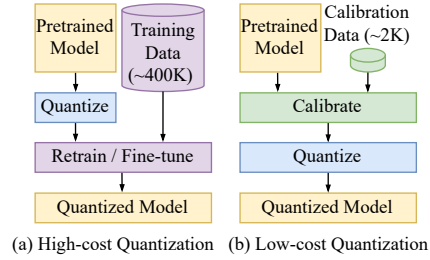 Pretrained
Model
Training
Data
(~400K)
Quantize
Retrain / Fine-tune
Quantized Model
(a) High-cost Quantization
Pretrained
Model
Calibration
Data (~2K)
Calibrate
Quantize
Quantized Model
(b) Low-cost Quantization